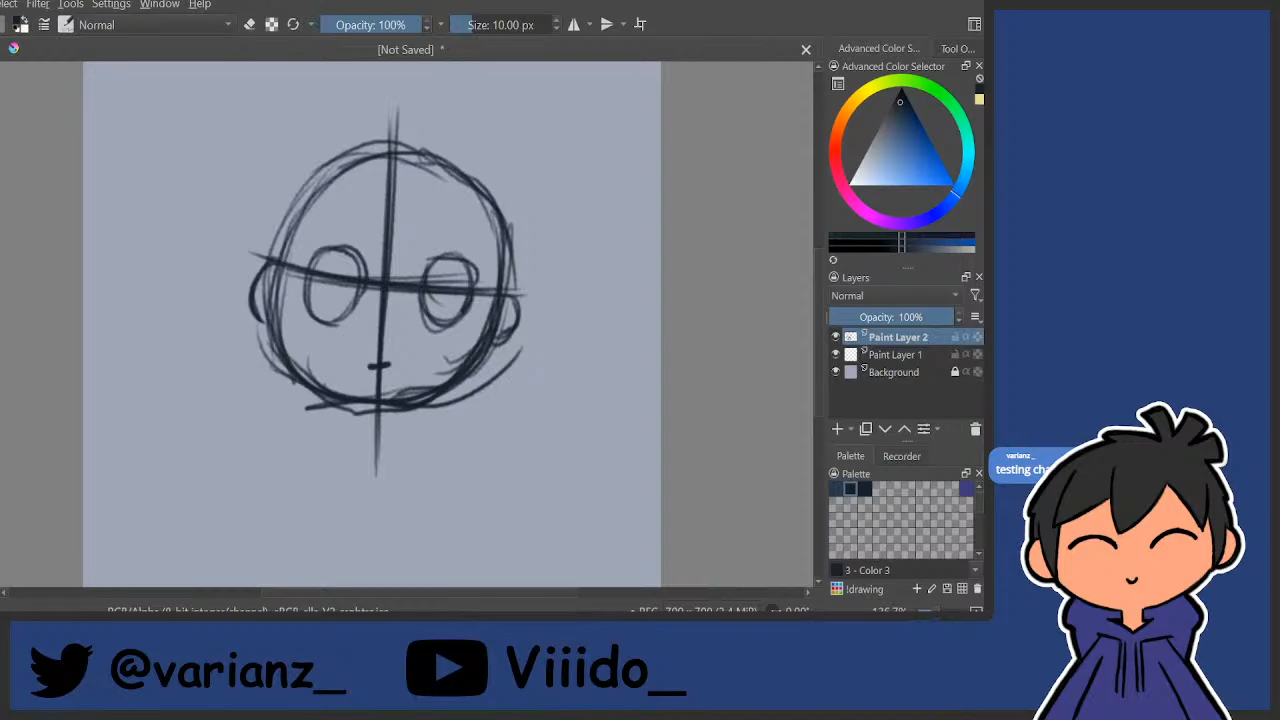 elect Filter Tools Settings Window Help
Normal
Opacity: 100%
Size: 10.00 px
[Not Saved] *
Advanced Color S...
Tool O...
Advanced Color Selector
Layers
Normal
Opacity: 100%
Paint Layer 2
Paint Layer 1
Background
Palette
Recorder
Palette
3 - Color 3
!drawing
varianz_
testing cha
@varianz_
Viiido_